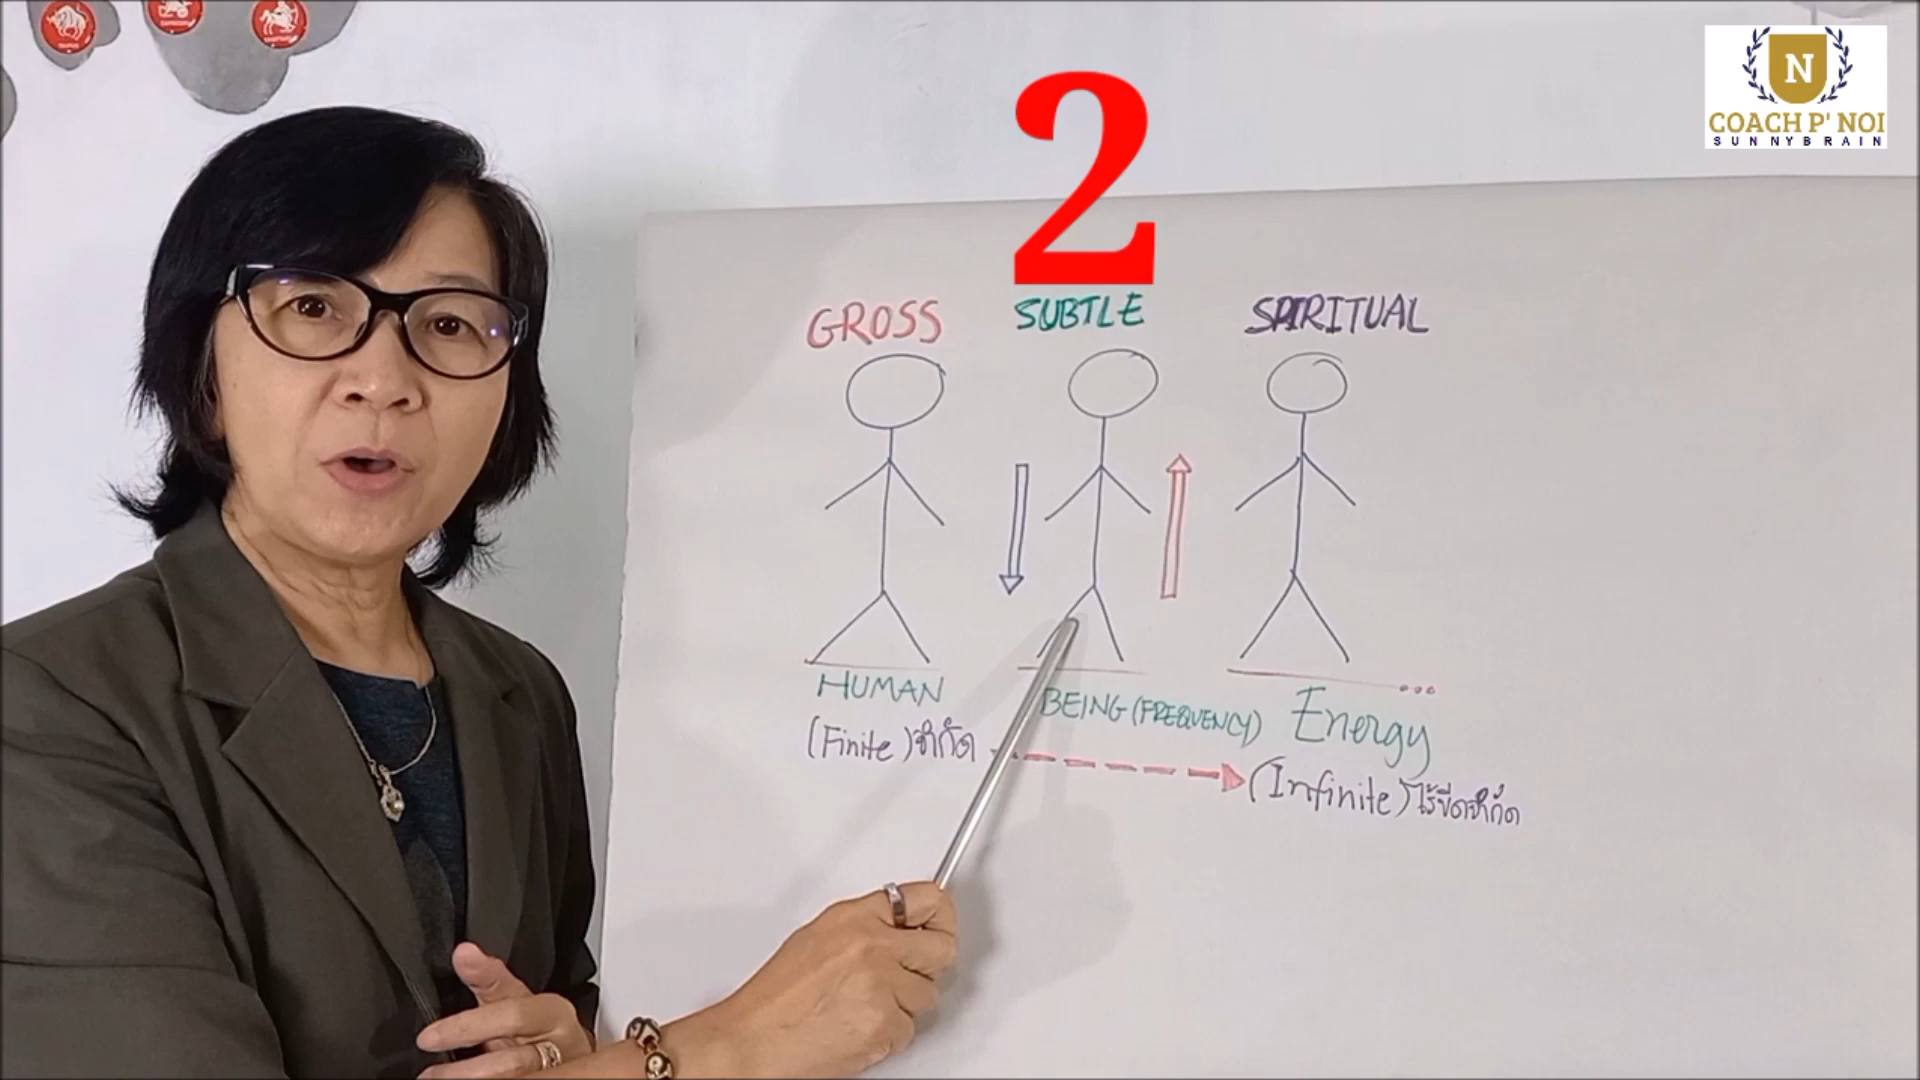 TAURUS
N
COACH P' NOI
SUNNYBRAIN
2
GROSS
SUBTLE
SPIRITUAL
HUMAN
BEING (FREQUENCY)
Energy
(Finite) จำกัด
(Infinite) ไร้ขีดจำกัด